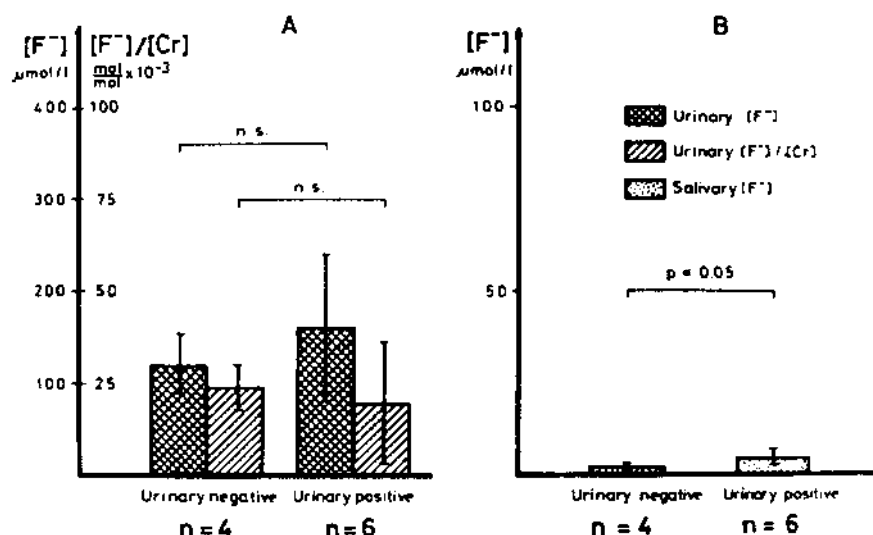 A
[F⁻] [F⁻]/[Cr]
µmol/l mol/mol x10⁻³
400 100
n s.
300 75
n s.
200 50
100 25
Urinary negative Urinary positive
n=4 n=6
B
[F⁻]
µmol/l
100
Urinary [F⁻]
Urinary [F⁻]/[Cr]
Salivary [F⁻]
p < 0.05
50
Urinary negative Urinary positive
n=4 n=6